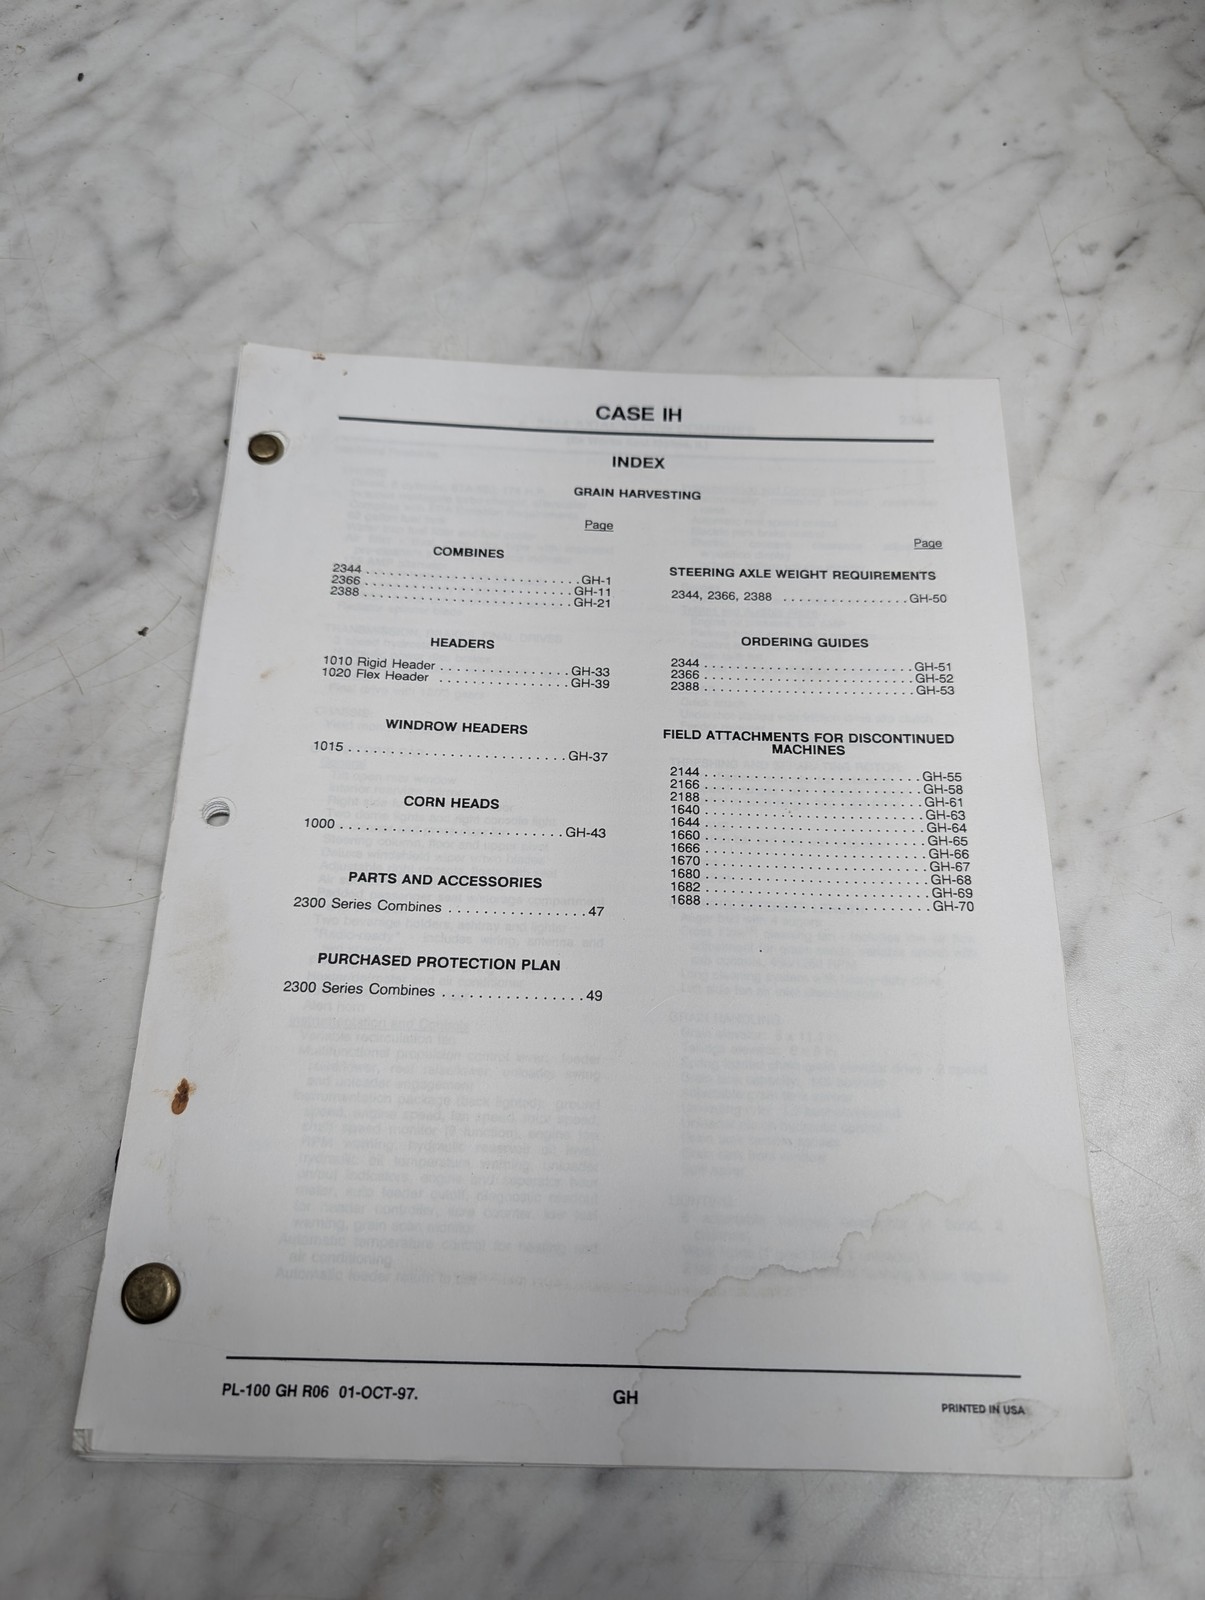 CASE IH
INDEX
GRAIN HARVESTING
Page
COMBINES
2344 . . . . . . . . . . . . . . . . . . . . . . . . . . GH-1
2366 . . . . . . . . . . . . . . . . . . . . . . . . . GH-11
2388 . . . . . . . . . . . . . . . . . . . . . . . . . GH-21
HEADERS
1010 Rigid Header . . . . . . . . . . . . . . . . GH-33
1020 Flex Header . . . . . . . . . . . . . . . . GH-39
WINDROW HEADERS
1015 . . . . . . . . . . . . . . . . . . . . . . . . . . . GH-37
CORN HEADS
1000 . . . . . . . . . . . . . . . . . . . . . . . . . . . GH-43
PARTS AND ACCESSORIES
2300 Series Combines . . . . . . . . . . . . . . . . 47
PURCHASED PROTECTION PLAN
2300 Series Combines . . . . . . . . . . . . . . . . 49
Page
STEERING AXLE WEIGHT REQUIREMENTS
2344, 2366, 2388 . . . . . . . . . . . . . . . . GH-50
ORDERING GUIDES
2344 . . . . . . . . . . . . . . . . . . . . . . . . . . GH-51
2366 . . . . . . . . . . . . . . . . . . . . . . . . . . GH-52
2388 . . . . . . . . . . . . . . . . . . . . . . . . . . GH-53
FIELD ATTACHMENTS FOR DISCONTINUED
MACHINES
2144 . . . . . . . . . . . . . . . . . . . . . . . . . . . GH-55
2166 . . . . . . . . . . . . . . . . . . . . . . . . . . . GH-58
2188 . . . . . . . . . . . . . . . . . . . . . . . . . . . GH-61
1640 . . . . . . . . . . . . . . . . . . . . . . . . . . . GH-63
1644 . . . . . . . . . . . . . . . . . . . . . . . . . . . GH-64
1660 . . . . . . . . . . . . . . . . . . . . . . . . . . . GH-65
1666 . . . . . . . . . . . . . . . . . . . . . . . . . . . GH-66
1670 . . . . . . . . . . . . . . . . . . . . . . . . . . . GH-67
1680 . . . . . . . . . . . . . . . . . . . . . . . . . . . GH-68
1682 . . . . . . . . . . . . . . . . . . . . . . . . . . . GH-69
1688 . . . . . . . . . . . . . . . . . . . . . . . . . . . GH-70
PL-100 GH R06 01-OCT-97.
GH
PRINTED IN USA